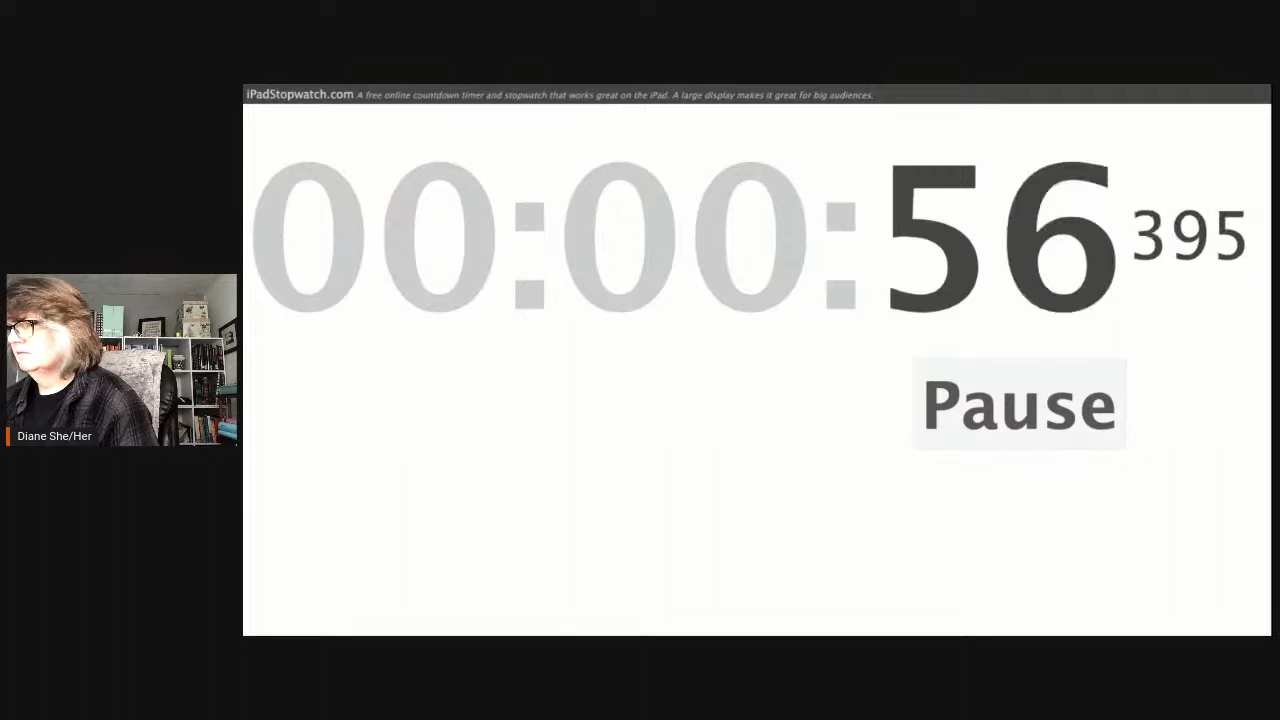 iPadStopwatch.com A free online countdown timer and stopwatch that works great on the iPad. A large display makes it great for big audiences.
00:00:56 395
Pause
Diane She/Her